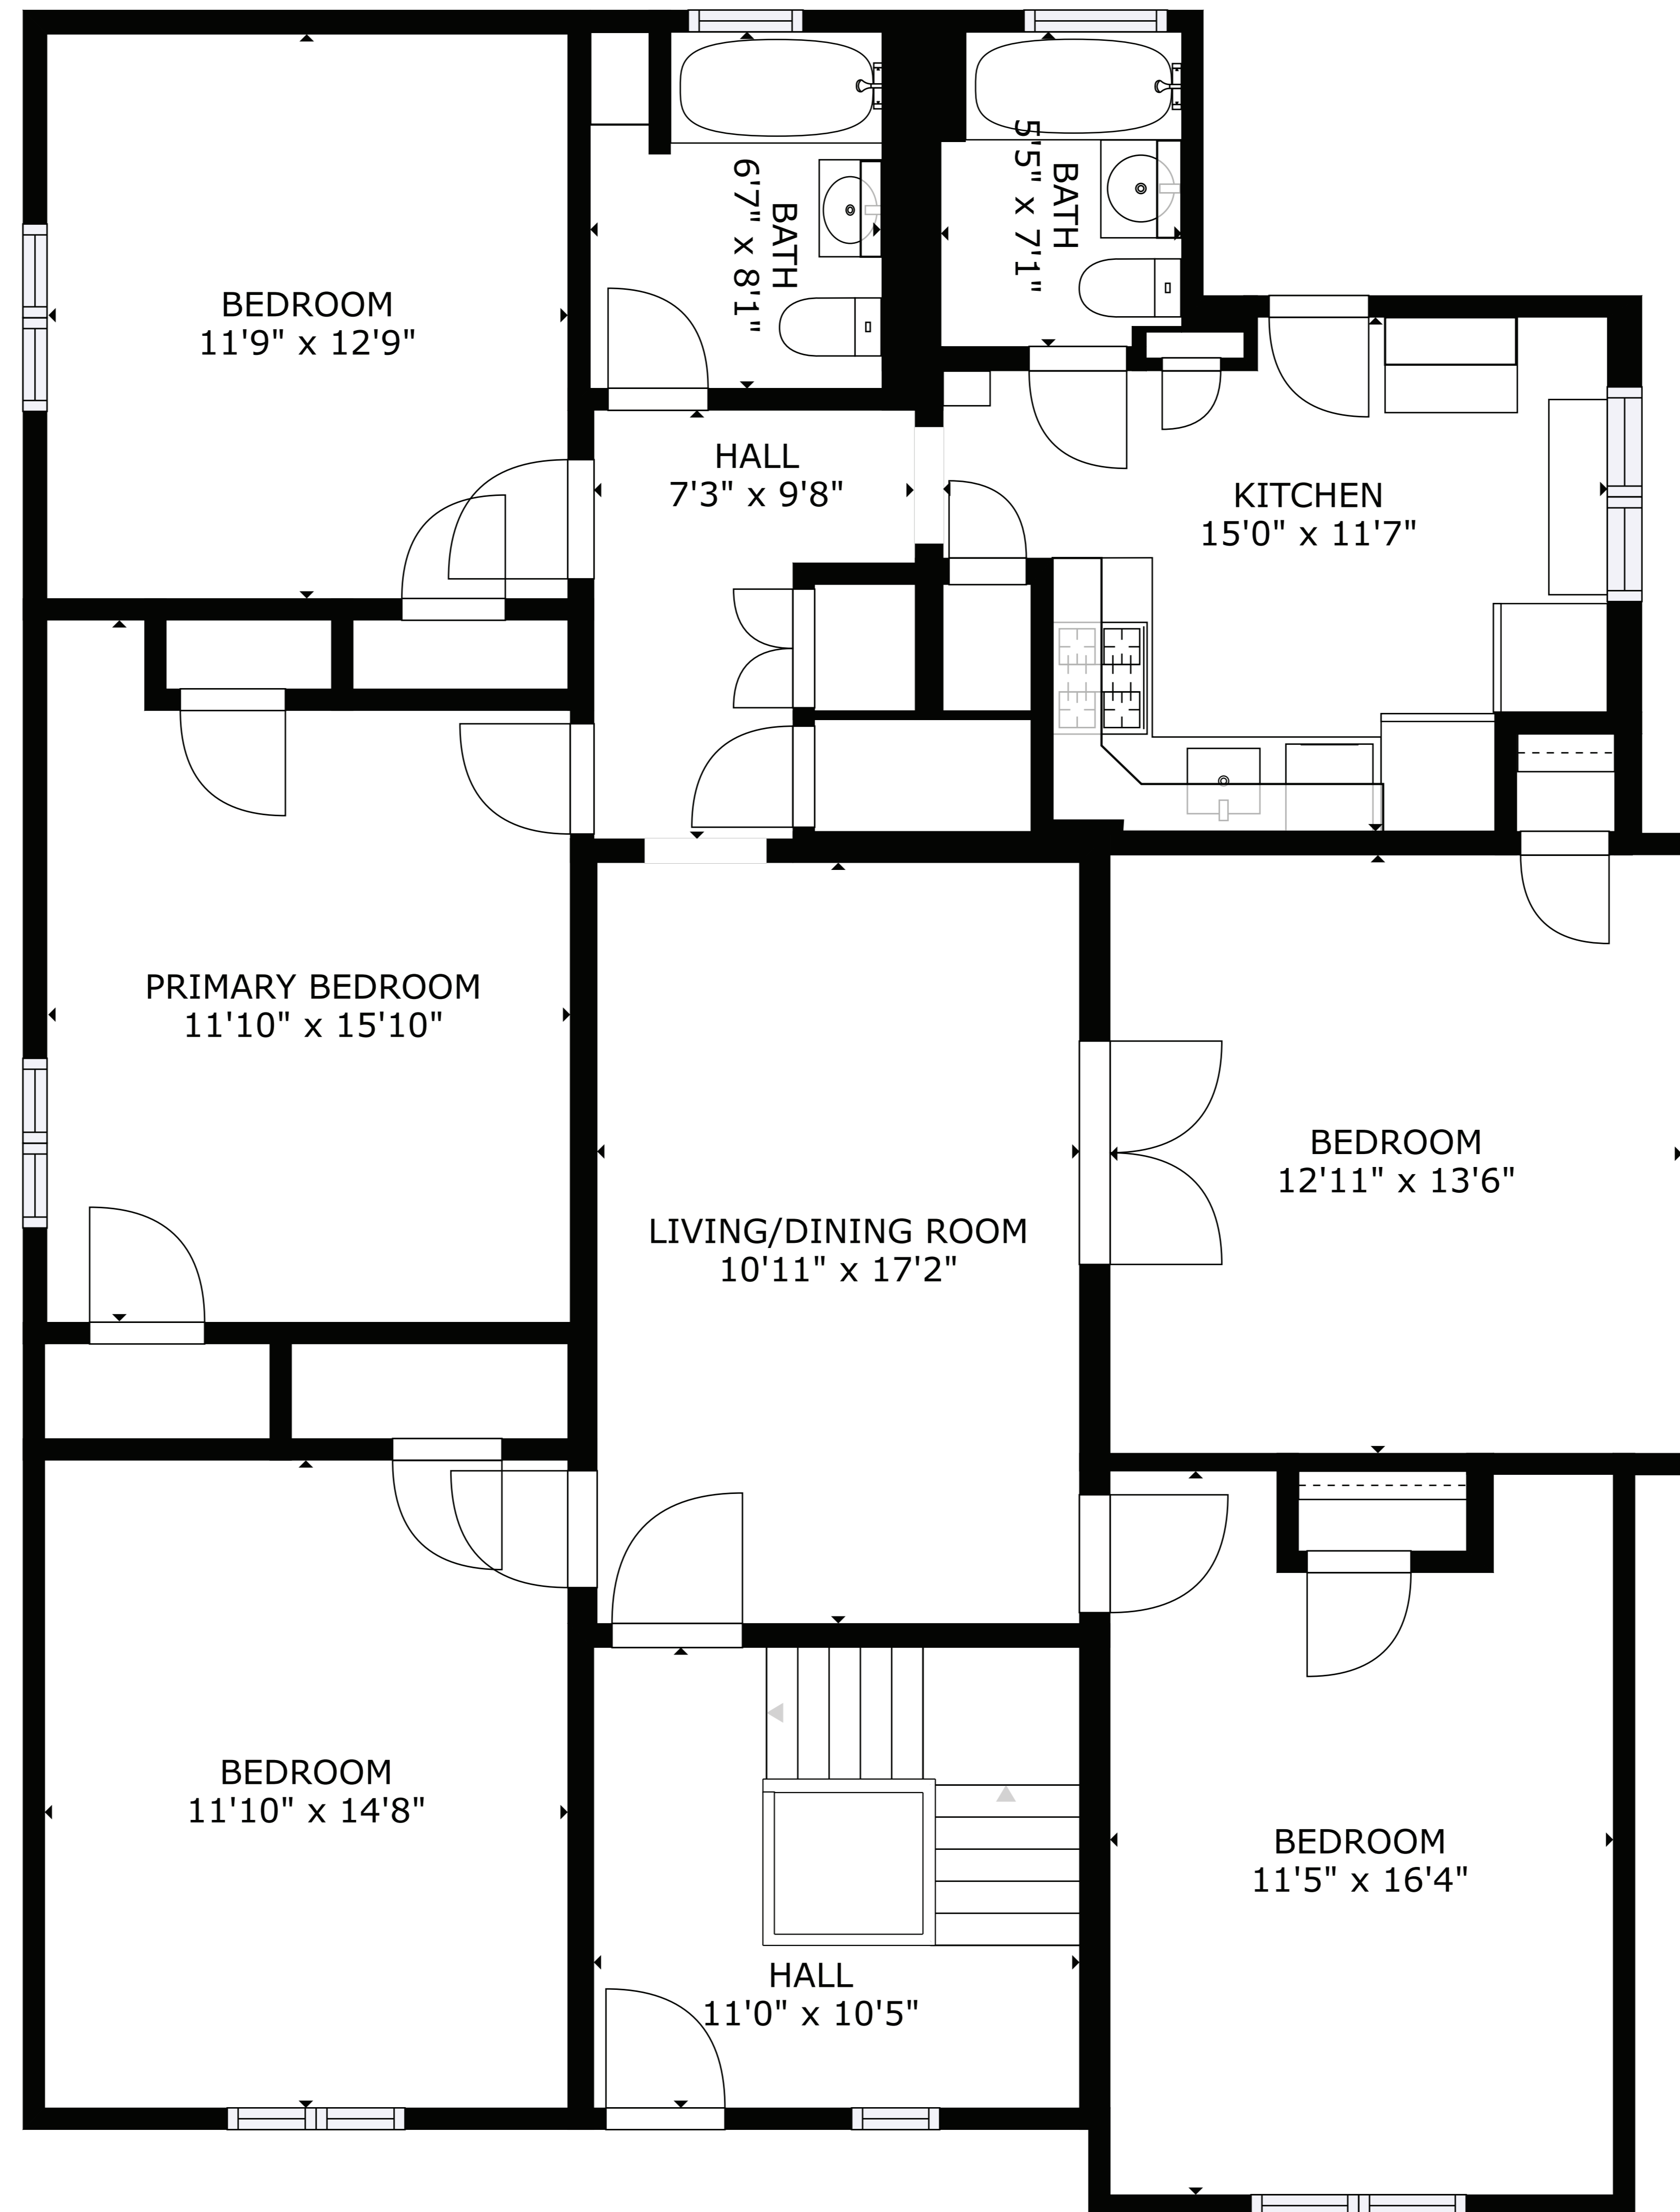 BATH
6'7" x 8'1"
BATH
5'5" x 7'1"
BEDROOM
11'9" x 12'9"
HALL
7'3" x 9'8"
KITCHEN
15'0" x 11'7"
PRIMARY BEDROOM
11'10" x 15'10"
BEDROOM
12'11" x 13'6"
LIVING/DINING ROOM
10'11" x 17'2"
BEDROOM
11'10" x 14'8"
BEDROOM
11'5" x 16'4"
HALL
11'0" x 10'5"